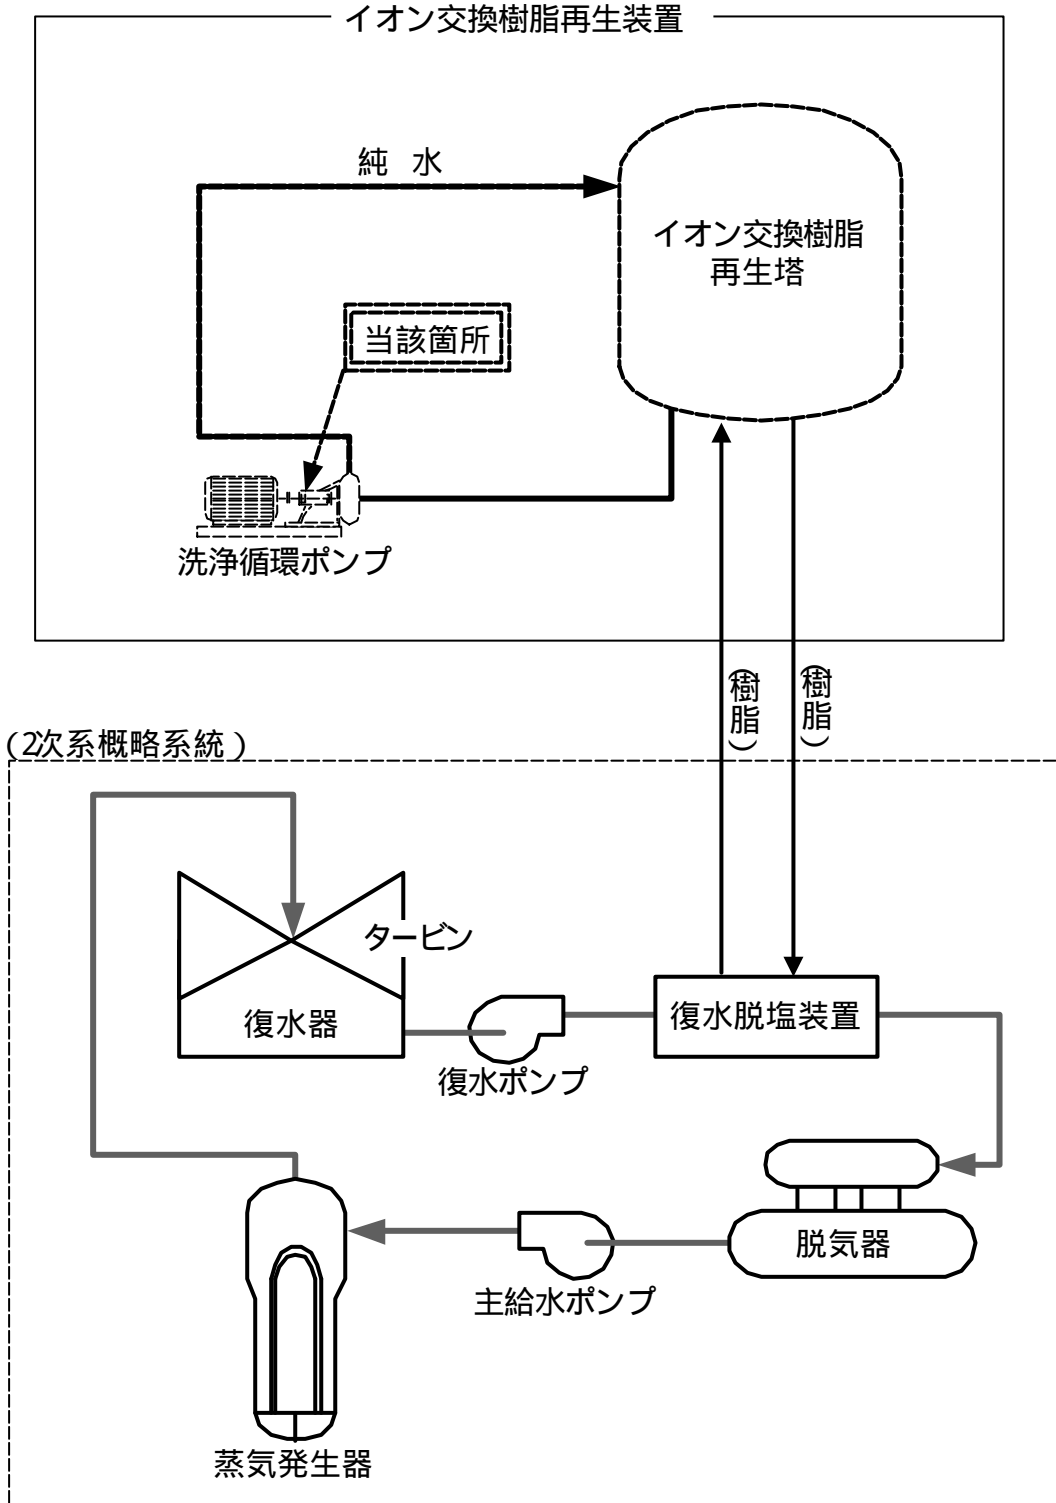 イオン交換樹脂再生装置
純 水
イオン交換樹脂
再生塔
当該箇所
洗浄循環ポンプ
(樹脂)
(樹脂)
(2次系概略系統)
タービン
復水器
復水脱塩装置
復水ポンプ
脱気器
主給水ポンプ
蒸気発生器